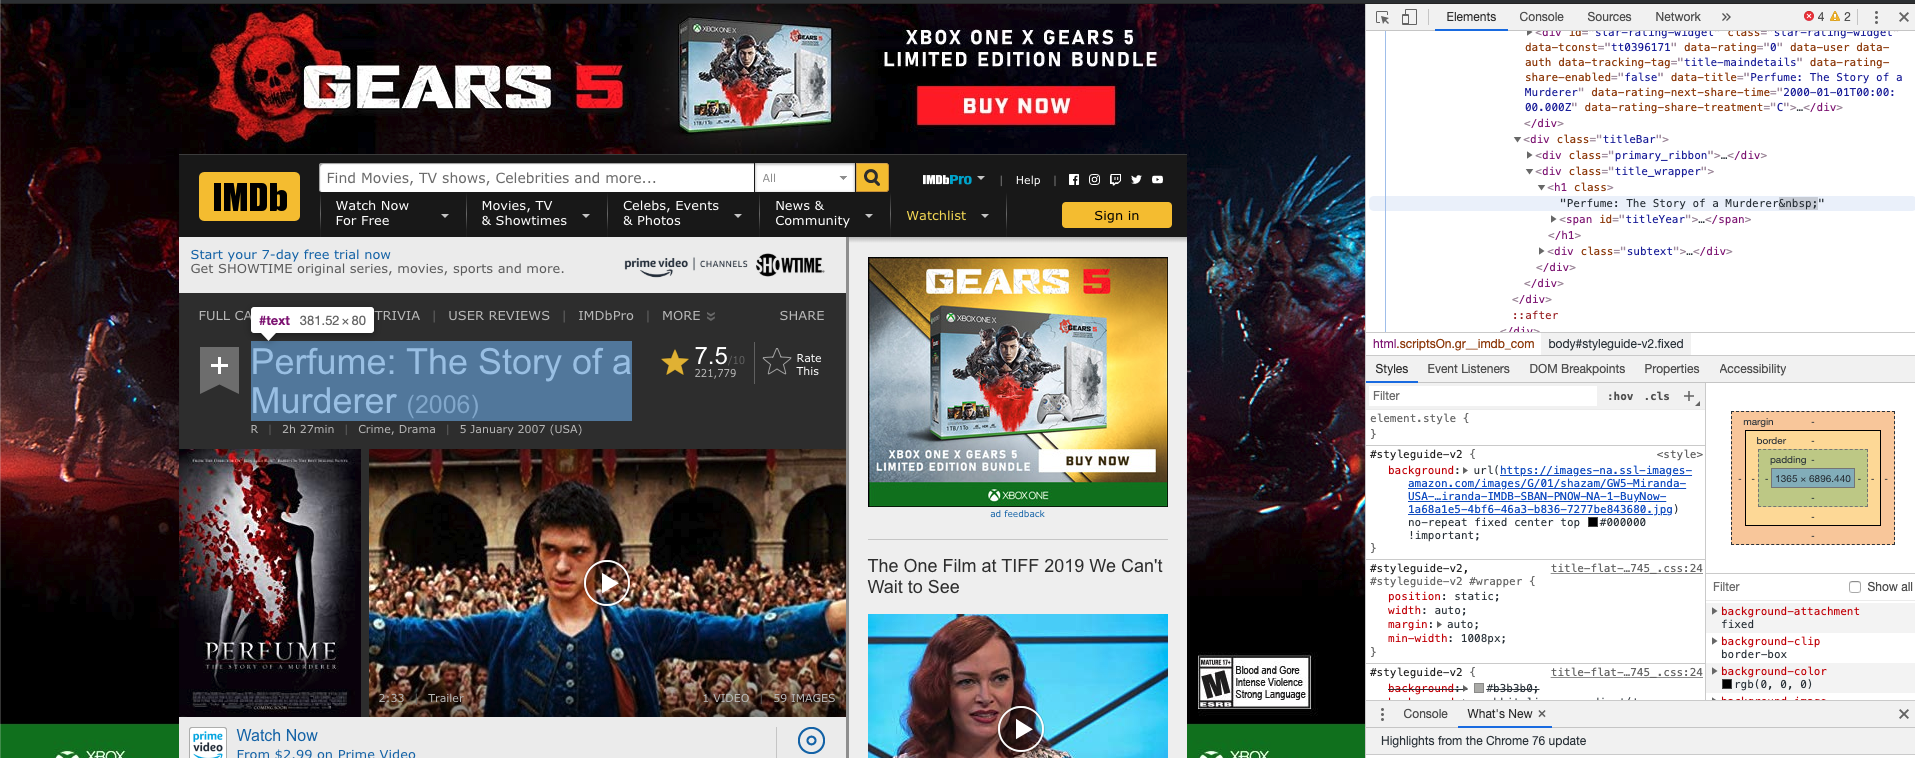 GEARS 5
XBOX ONE X
XBOX ONE X GEARS 5
LIMITED EDITION BUNDLE
BUY NOW
IMDb
Find Movies, TV shows, Celebrities and more...
All
IMDbPro
|
Help
|
Watch Now
For Free
Movies, TV
& Showtimes
Celebs, Events
& Photos
News &
Community
Watchlist
Sign in
Start your 7-day free trial now
Get SHOWTIME original series, movies, sports and more.
prime video | CHANNELS SHOWTIME
FULL CA
TRIVIA | USER REVIEWS | IMDbPro | MORE
SHARE
#text 381.52 × 80
Perfume: The Story of a
Murderer (2006)
7.5/10
221,779
Rate
This
R | 2h 27min | Crime, Drama | 5 January 2007 (USA)
PERFUME
THE STORY OF A MURDERER
COMING SOON
2:33 | Trailer
1 VIDEO | 59 IMAGES
prime
video
Watch Now
From $2.99 on Prime Video
GEARS 5
XBOX ONE X
GEARS 5
XBOX ONE X GEARS 5
LIMITED EDITION BUNDLE
BUY NOW
XBOX ONE
ad feedback
The One Film at TIFF 2019 We Can't
Wait to See
MATURE 17+
M
ESRB
Blood and Gore
Intense Violence
Strong Language
XBOX
XBOX
Elements Console Sources Network » 4 2
<div id="star-rating-widget" class="star-rating-widget"
data-tconst="tt0396171" data-rating="0" data-user data-
auth data-tracking-tag="title-maindetails" data-rating-
share-enabled="false" data-title="Perfume: The Story of a
Murderer" data-rating-next-share-time="2000-01-01T00:00:
00.000Z" data-rating-share-treatment="C">…</div>
</div>
<div class="titleBar">
<div class="primary_ribbon">…</div>
<div class="title_wrapper">
<h1 class>
"Perfume: The Story of a Murderer&nbsp;"
<span id="titleYear">…</span>
</h1>
<div class="subtext">…</div>
</div>
</div>
</div>
::after
</div>
html.scriptsOn.gr__imdb_com body#styleguide-v2.fixed
Styles Event Listeners DOM Breakpoints Properties Accessibility
Filter :hov .cls +
element.style {
}
#styleguide-v2 { <style>
background: url(https://images-na.ssl-images-
amazon.com/images/G/01/shazam/GW5-Miranda-
USA-…iranda-IMDB-SBAN-PNOW-NA-1-BuyNow-
1a68a1e5-4bf6-46a3-b836-7277be843680.jpg)
no-repeat fixed center top #000000
!important;
}
#styleguide-v2, title-flat-…745_.css:24
#styleguide-v2 #wrapper {
position: static;
width: auto;
margin: auto;
min-width: 1008px;
}
#styleguide-v2 { title-flat-…745_.css:24
background: #b3b3b0;
margin -
border -
padding -
- - - 1365 × 6896.440 - - -
-
-
-
Filter Show all
background-attachment
fixed
background-clip
border-box
background-color
rgb(0, 0, 0)
Console What's New ×
Highlights from the Chrome 76 update